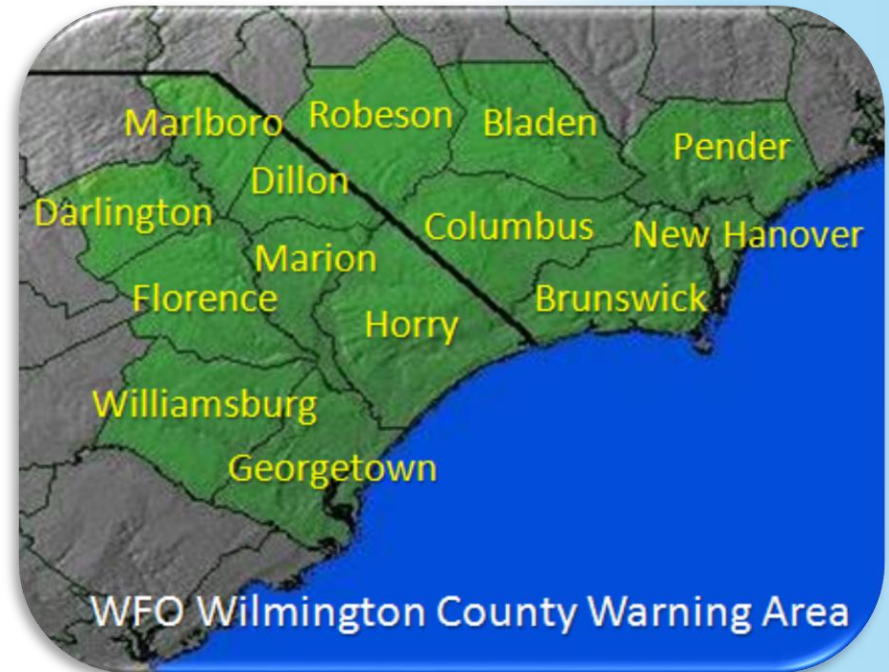 Marlboro
Robeson
Bladen
Pender
Dillon
Darlington
Columbus
New Hanover
Marion
Florence
Brunswick
Horry
Williamsburg
Georgetown
WFO Wilmington County Warning Area